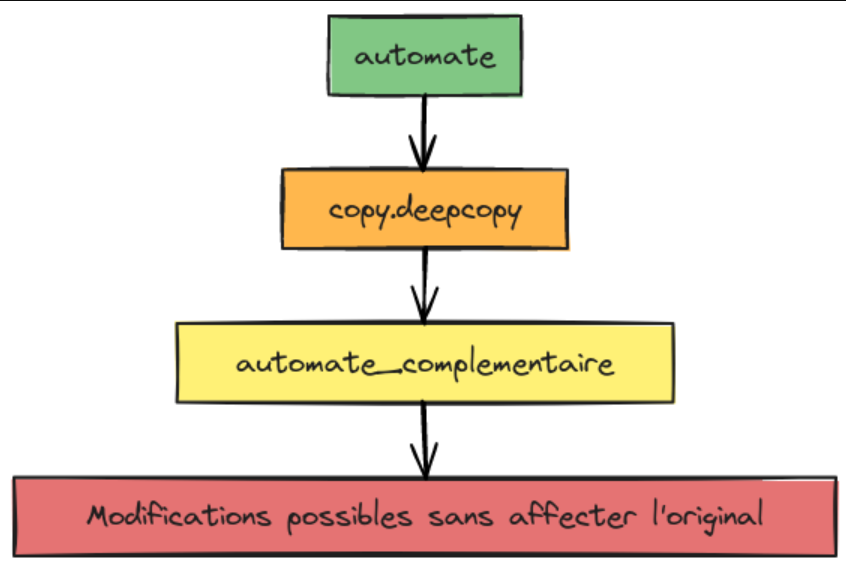 automate
copy.deepcopy
automate_complementaire
Modifications possibles sans affecter l'original